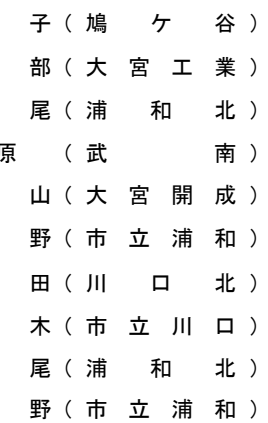 子（鳩ケ谷）
部（大宮工業）
尾（浦和北）
原（武南）
山（大宮開成）
野（市立浦和）
田（川口北）
木（市立川口）
尾（浦和北）
野（市立浦和）